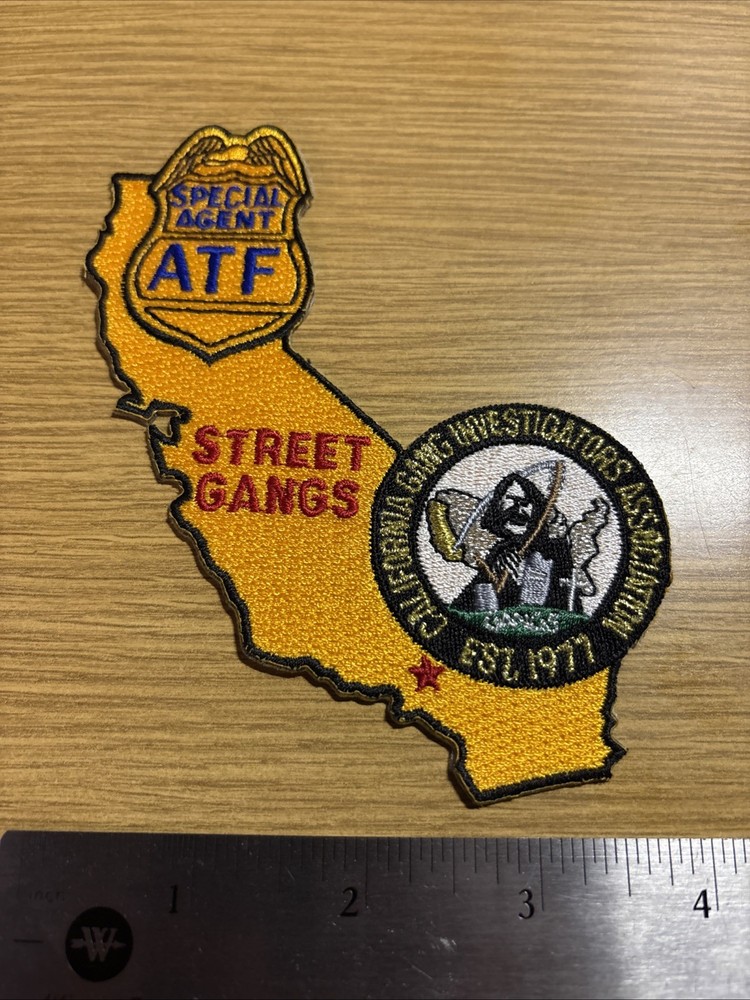 SPECIAL
AGENT
ATF
STREET
GANGS
CALIFORNIA GANG INVESTIGATORS ASSOCIATION
EST. 1977
1 2 3 4
W